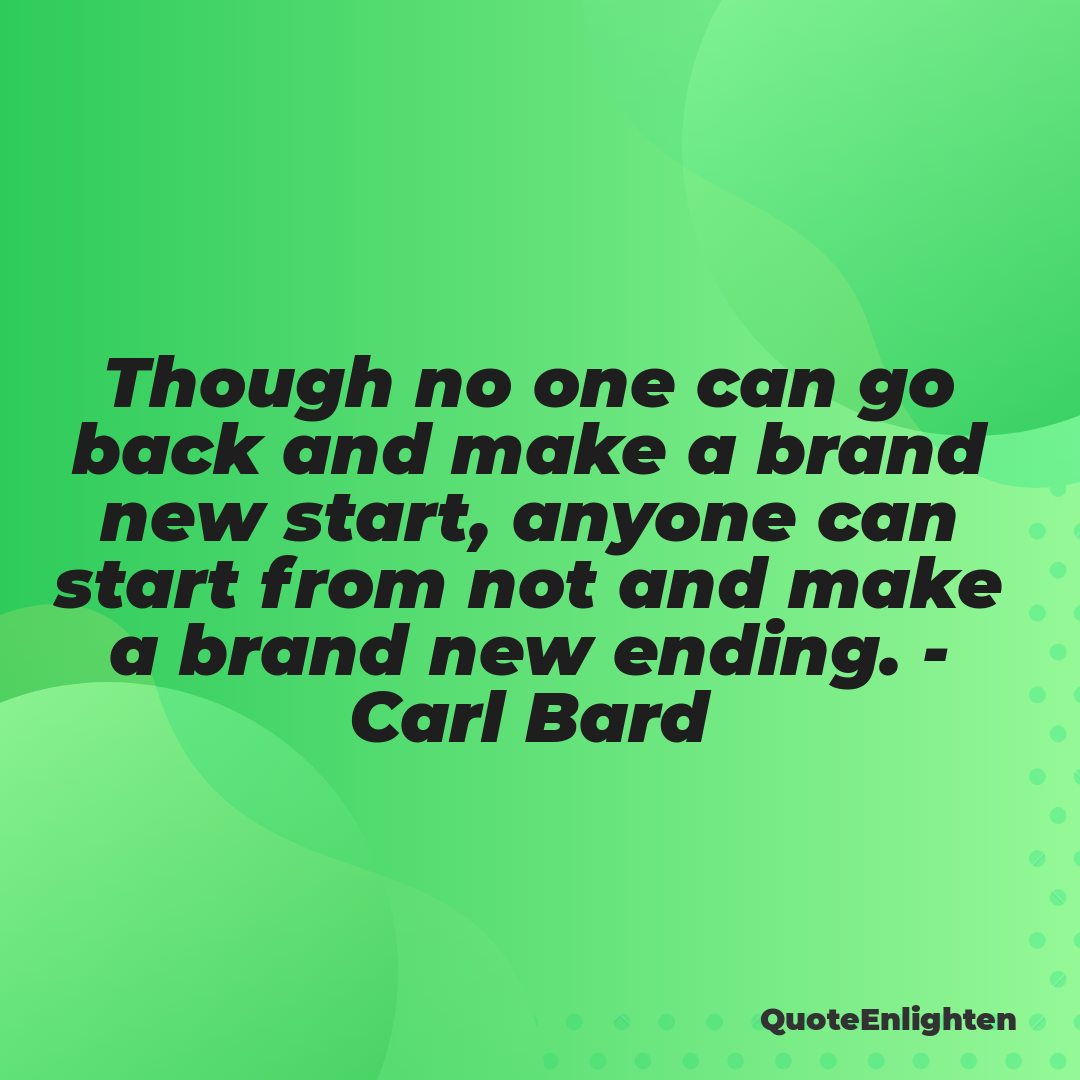 Though no one can go
back and make a brand
new start, anyone can
start from not and make
a brand new ending. -
Carl Bard
QuoteEnlighten